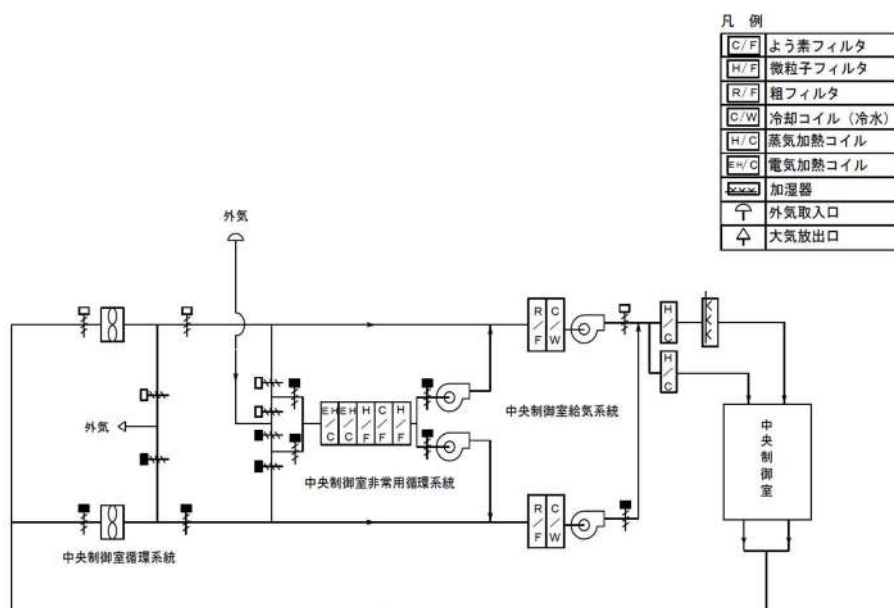 凡 例
C/F よう素フィルタ
H/F 微粒子フィルタ
R/F 粗フィルタ
C/W 冷却コイル（冷水）
H/C 蒸気加熱コイル
EH/C 電気加熱コイル
加湿器
外気取入口
大気放出口
外気
R/F
C/W
H/C
H/C
外気
EH/C
EH/C
H/F
C/F
H/F
中央制御室給気系統
中央制御室
中央制御室非常用循環系統
R/F
C/W
中央制御室循環系統